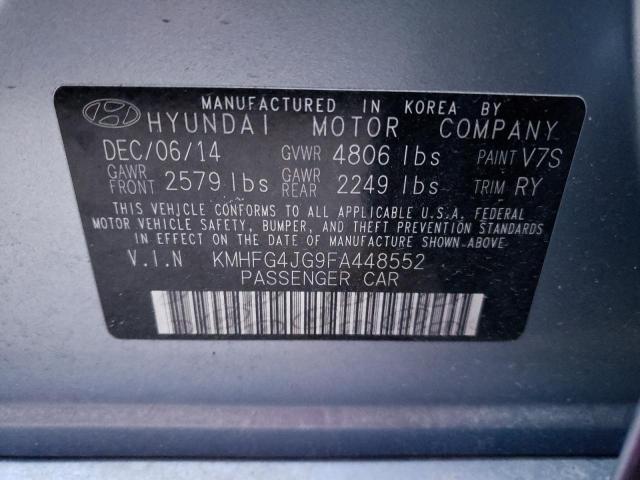 MANUFACTURED IN KOREA BY
HYUNDAI MOTOR COMPANY
DEC/06/14 GVWR 4806 lbs PAINT V7S
GAWR FRONT 2579 lbs GAWR REAR 2249 lbs TRIM RY
THIS VEHICLE CONFORMS TO ALL APPLICABLE U.S.A. FEDERAL
MOTOR VEHICLE SAFETY, BUMPER, AND THEFT PREVENTION STANDARDS
IN EFFECT ON THE DATE OF MANUFACTURE SHOWN ABOVE.
V.I.N KMHFG4JG9FA448552
PASSENGER CAR